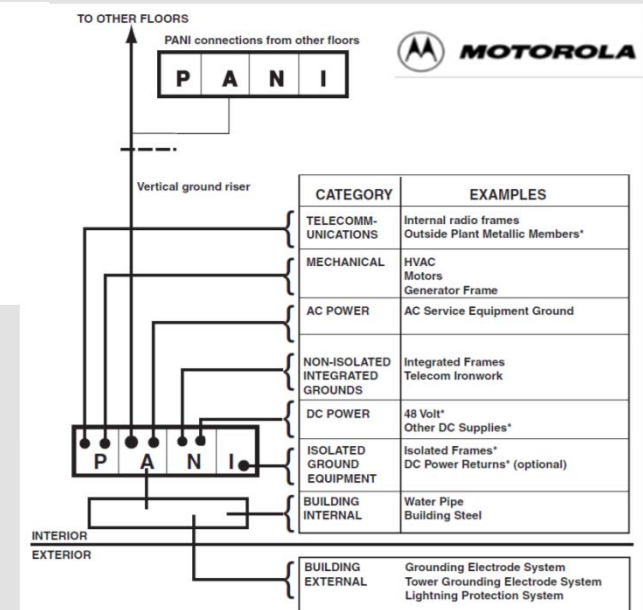 TO OTHER FLOORS
PANI connections from other floors
P A N I
MOTOROLA
Vertical ground riser
CATEGORY EXAMPLES
TELECOMM-
UNICATIONS
Internal radio frames
Outside Plant Metallic Members*
MECHANICAL
HVAC
Motors
Generator Frame
AC POWER
AC Service Equipment Ground
NON-ISOLATED
INTEGRATED
GROUNDS
Integrated Frames
Telecom Ironwork
DC POWER
48 Volt*
Other DC Supplies*
P A N I
ISOLATED
GROUND
EQUIPMENT
Isolated Frames*
DC Power Returns* (optional)
BUILDING
INTERNAL
Water Pipe
Building Steel
INTERIOR
EXTERIOR
BUILDING
EXTERNAL
Grounding Electrode System
Tower Grounding Electrode System
Lightning Protection System